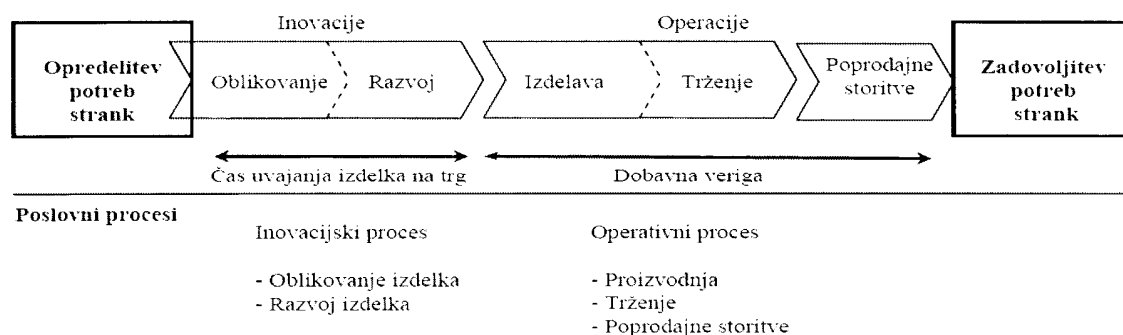 Inovacije
Operacije
Opredelitev
potreb
strank
Oblikovanje
Razvoj
Izdelava
Trženje
Poprodajne
storitve
Zadovoljitev
potreb
strank
Čas uvajanja izdelka na trg
Dobavna veriga
Poslovni procesi
Inovacijski proces
- Oblikovanje izdelka
- Razvoj izdelka
Operativni proces
- Proizvodnja
- Trženje
- Poprodajne storitve